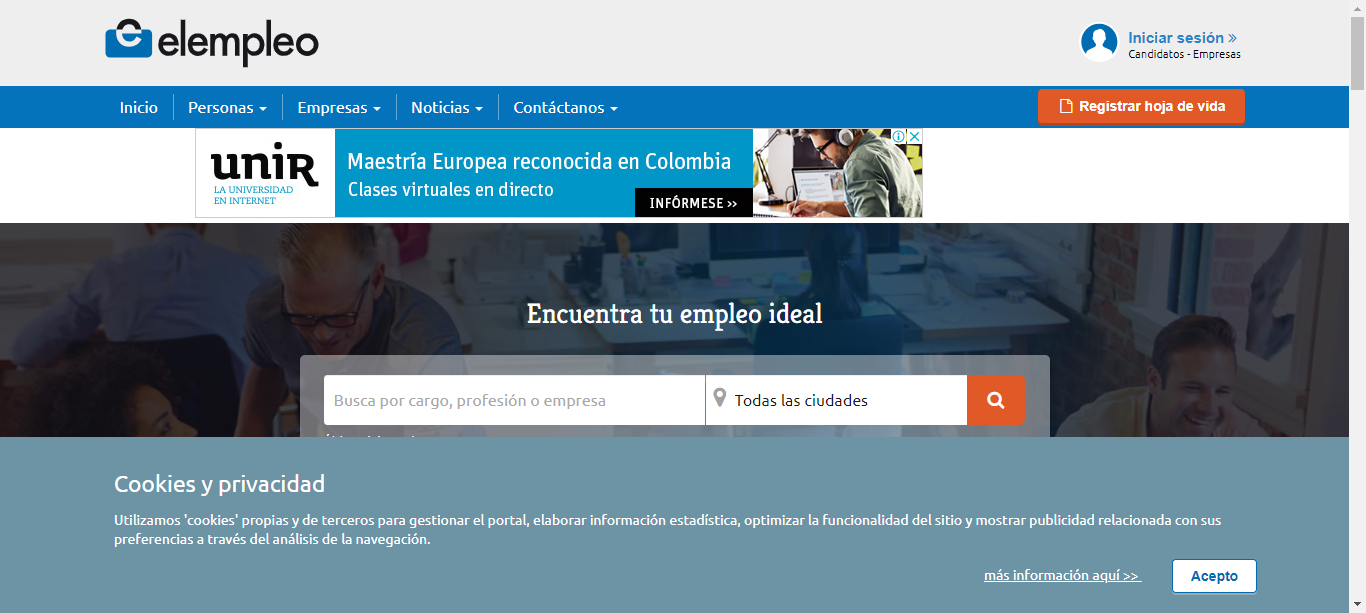 elempleo
Iniciar sesión »
Candidatos - Empresas
Inicio
Personas
Empresas
Noticias
Contáctanos
Registrar hoja de vida
unir
LA UNIVERSIDAD
EN INTERNET
Maestría Europea reconocida en Colombia
Clases virtuales en directo
INFÓRMESE >>
Encuentra tu empleo ideal
Busca por cargo, profesión o empresa
Todas las ciudades
Cookies y privacidad
Utilizamos 'cookies' propias y de terceros para gestionar el portal, elaborar información estadística, optimizar la funcionalidad del sitio y mostrar publicidad relacionada con sus
preferencias a través del análisis de la navegación.
más información aquí >>
Acepto